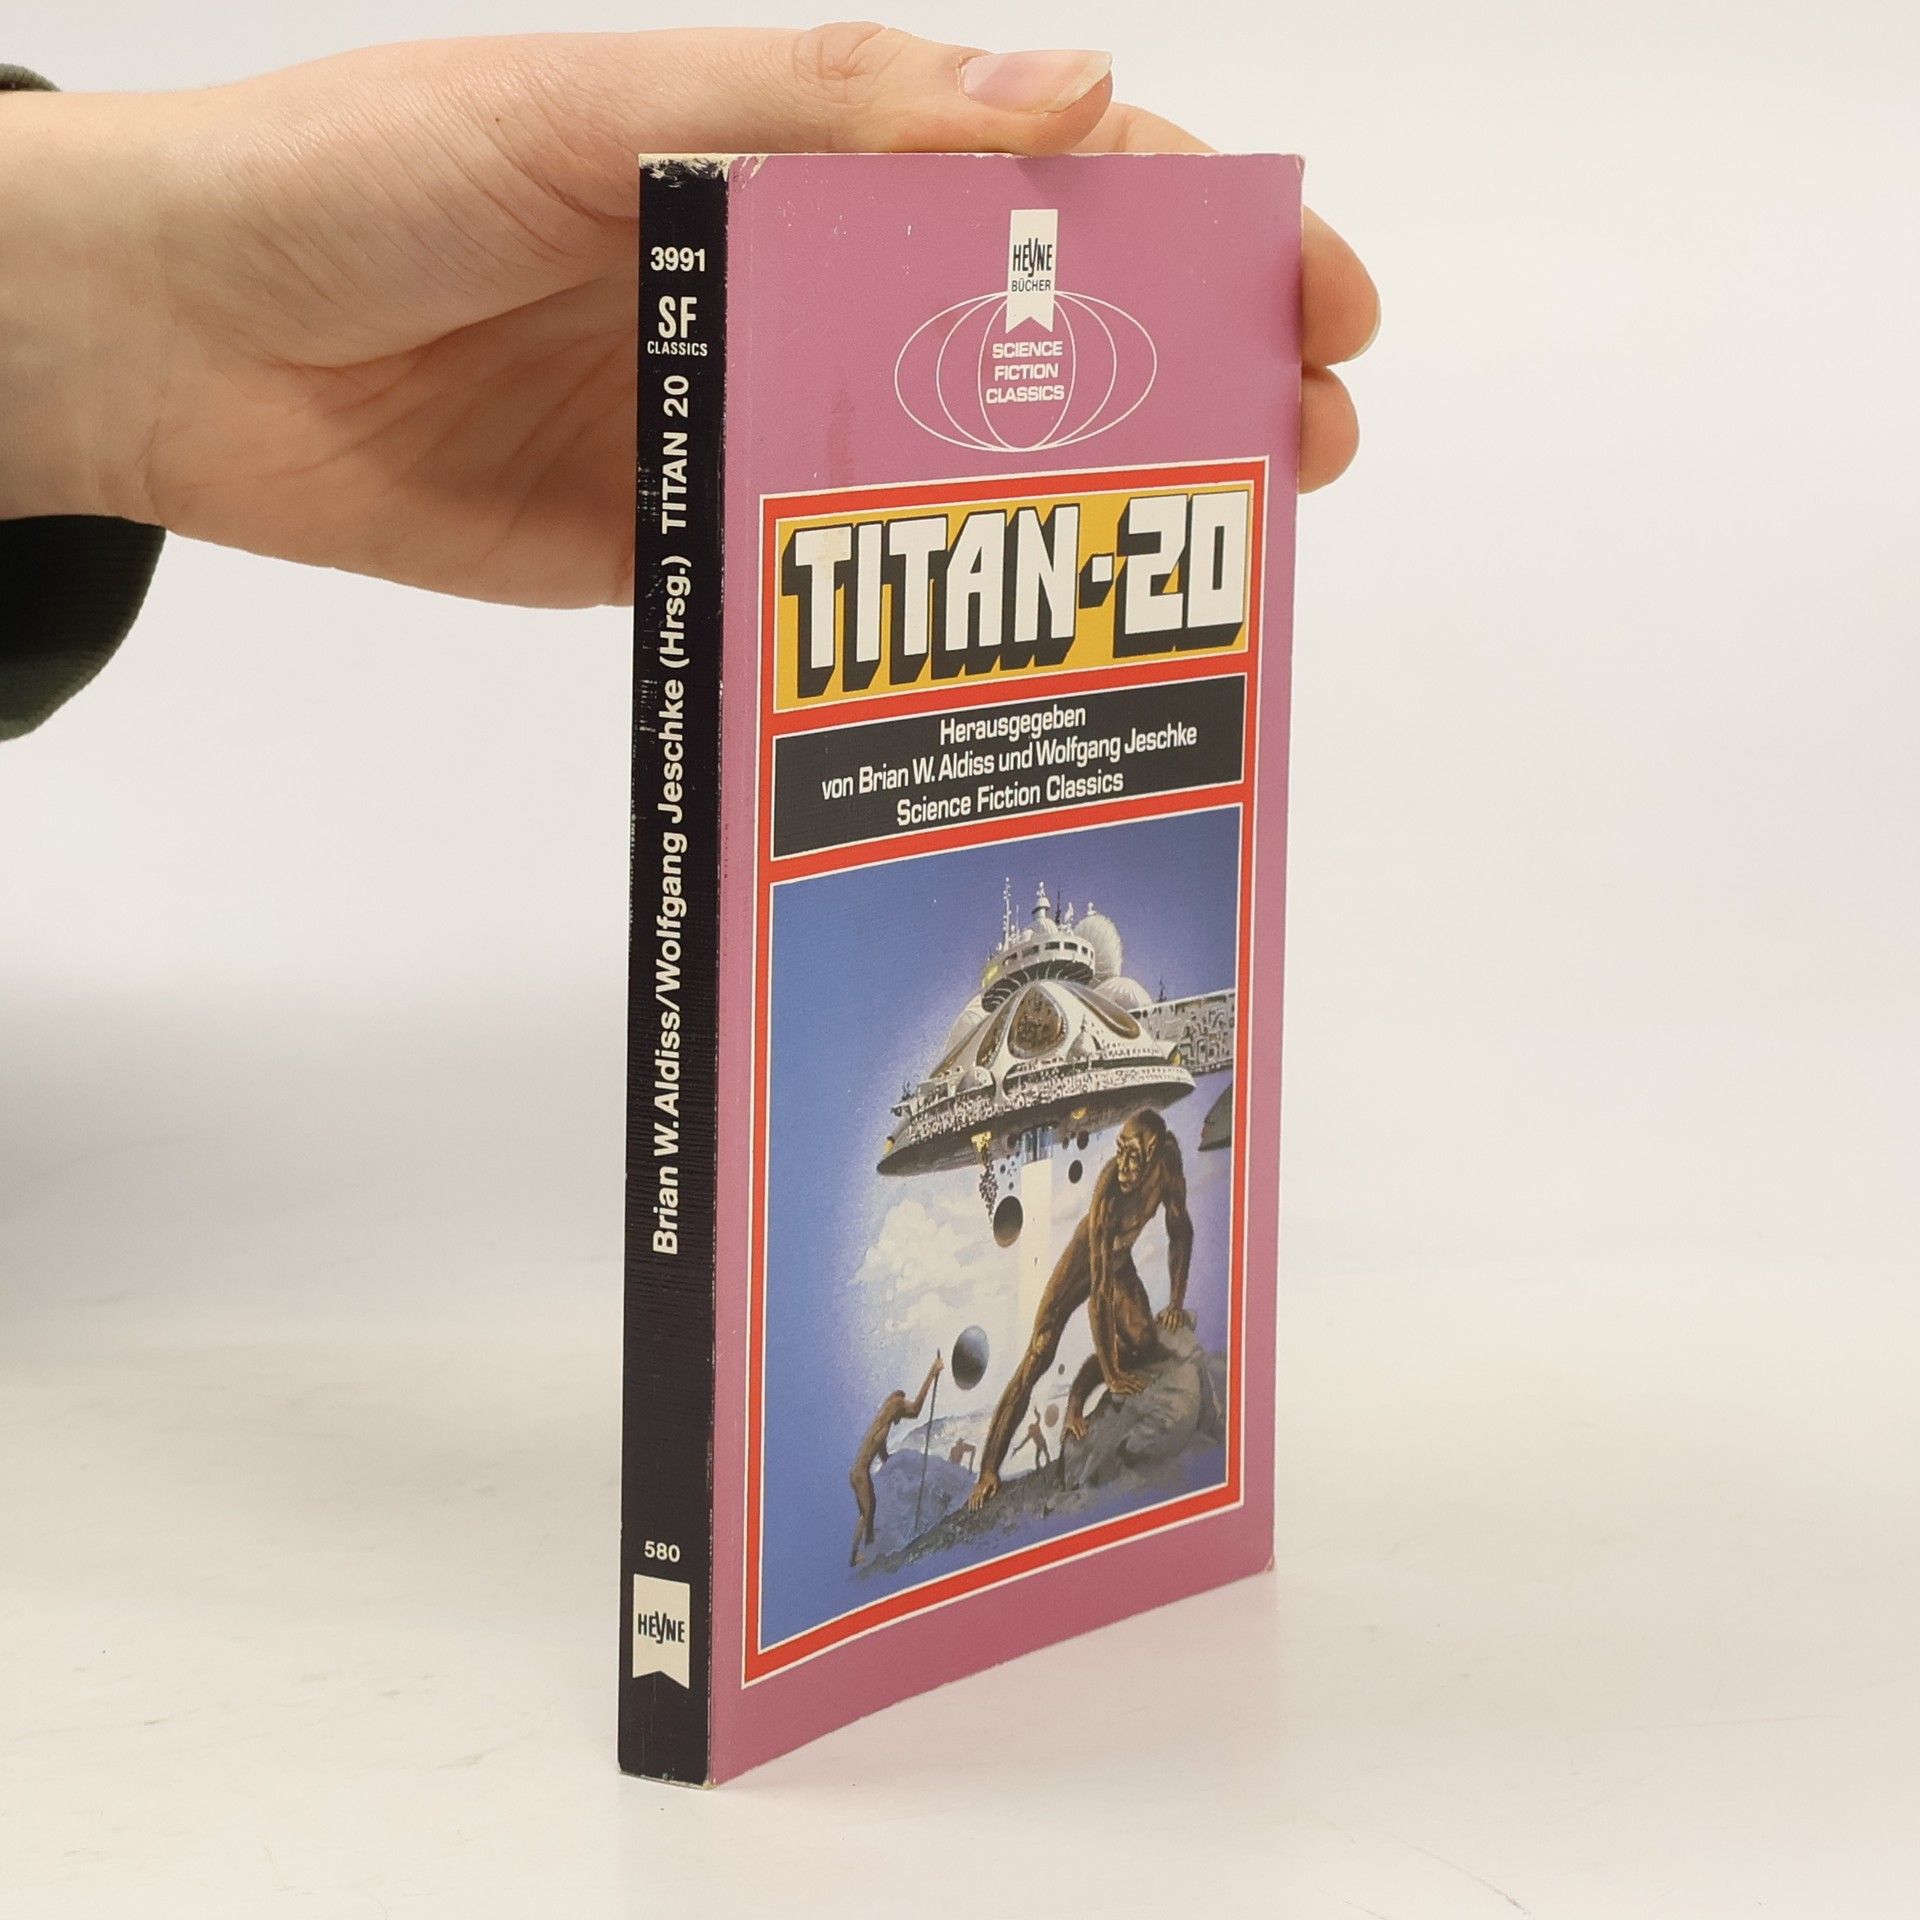 3991
SF
CLASSICS
Brian W. Aldiss/Wolfgang Jeschke (Hrsg.) TITAN 20
580
HEYNE
HEYNE
BÜCHER
SCIENCE
FICTION
CLASSICS
TITAN-20
Herausgegeben
von Brian W. Aldiss und Wolfgang Jeschke
Science Fiction Classics